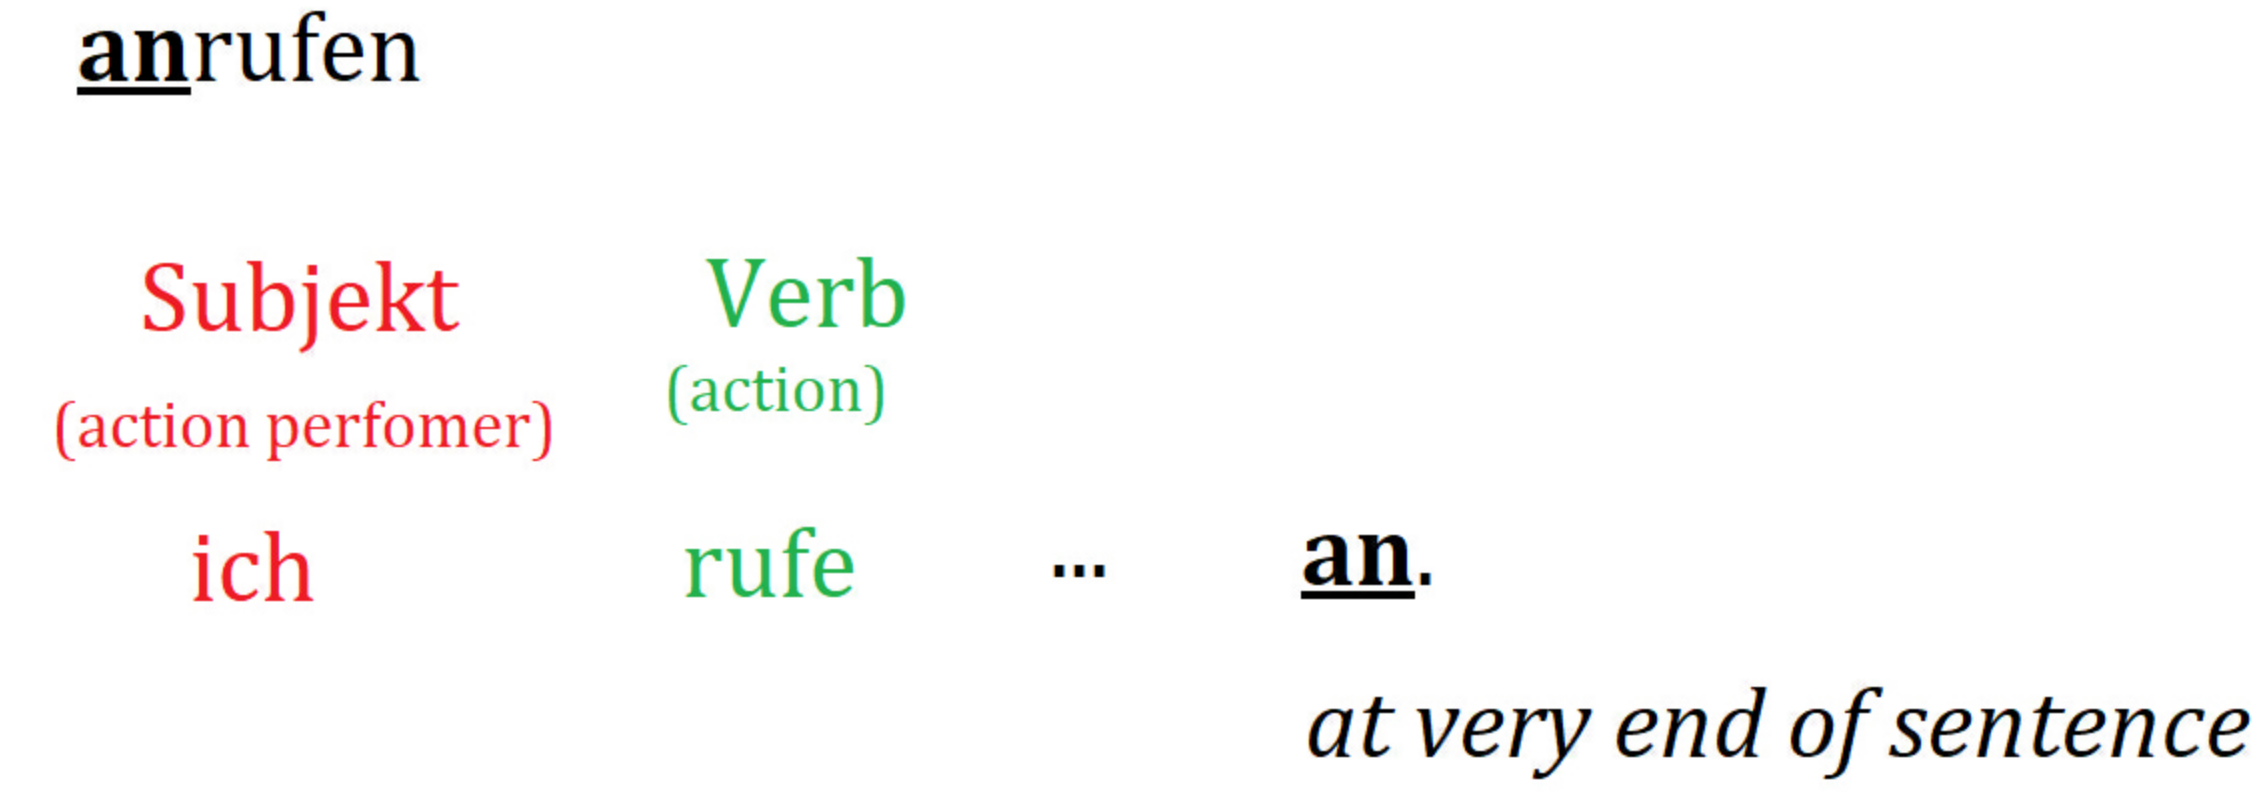 anrufen
Subjekt Verb
(action perfomer) (action)
ich rufe ... an.
at very end of sentence